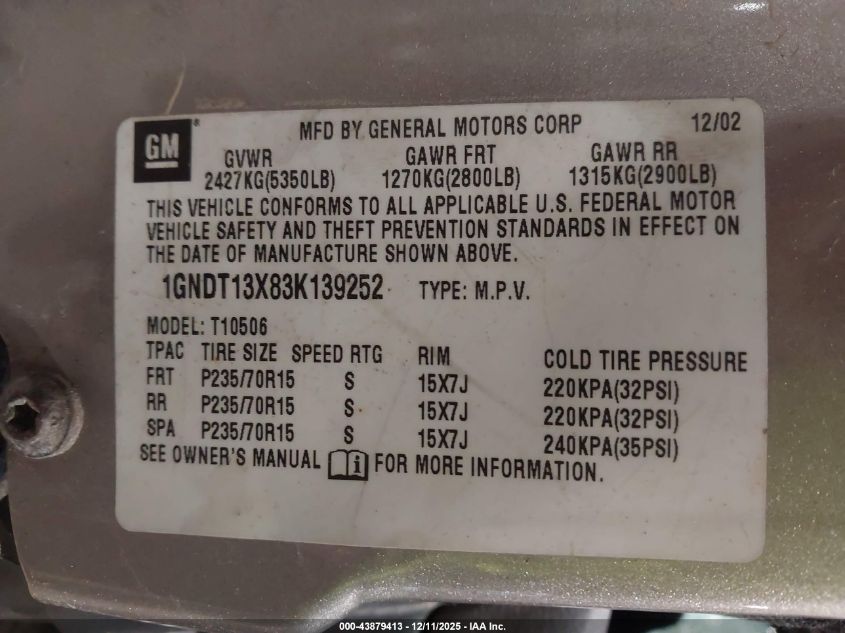 GM® MFD BY GENERAL MOTORS CORP 12/02
GVWR GAWR FRT GAWR RR
2427KG(5350LB) 1270KG(2800LB) 1315KG(2900LB)
THIS VEHICLE CONFORMS TO ALL APPLICABLE U.S. FEDERAL MOTOR
VEHICLE SAFETY AND THEFT PREVENTION STANDARDS IN EFFECT ON
THE DATE OF MANUFACTURE SHOWN ABOVE.
1GNDT13X83K139252 TYPE: M.P.V.
MODEL: T10506
TPAC TIRE SIZE SPEED RTG RIM COLD TIRE PRESSURE
FRT P235/70R15 S 15X7J 220KPA(32PSI)
RR P235/70R15 S 15X7J 220KPA(32PSI)
SPA P235/70R15 S 15X7J 240KPA(35PSI)
SEE OWNER'S MANUAL i FOR MORE INFORMATION.
000-43879413 - 12/11/2025 - IAA Inc.